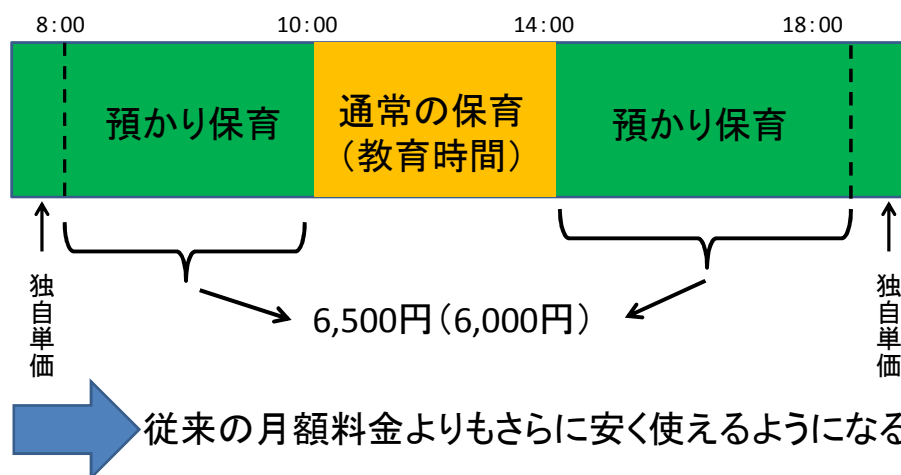 8:00 10:00 14:00 18:00
預かり保育
通常の保育
（教育時間）
預かり保育
独自単価
6,500円（6,000円）
独自単価
従来の月額料金よりもさらに安く使えるようになる